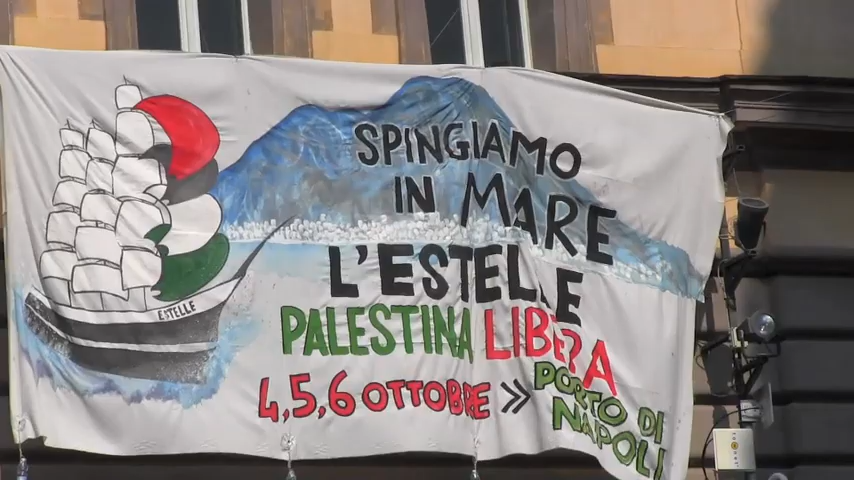 SPINGIAMO
IN MARE
L'ESTELLE
PALESTINA LIBERA
4,5,6 OTTOBRE >> PORTO DI
NAPOLI
ESTELLE